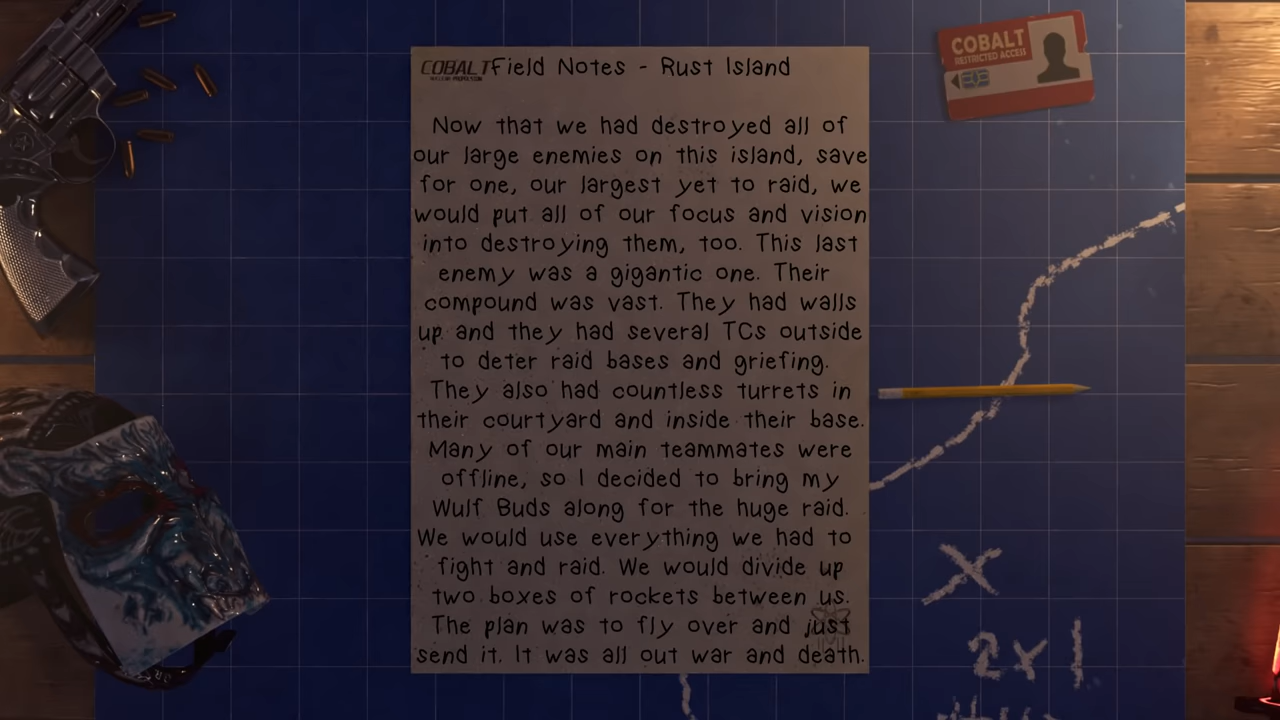 COBALT
Field Notes - Rust Island
Now that we had destroyed all of
our large enemies on this island, save
for one, our largest yet to raid, we
would put all of our focus and vision
into destroying them, too. This last
enemy was a gigantic one. Their
compound was vast. They had walls
up and they had several TCs outside
to deter raid bases and griefing.
They also had countless turrets in
their courtyard and inside their base.
Many of our main teammates were
offline, so I decided to bring my
Wulf Buds along for the huge raid.
We would use everything we had to
fight and raid. We would divide up
two boxes of rockets between us.
The plan was to fly over and just
send it. It was all out war and death.
COBALT
RESTRICTED ACCESS
X
2x1